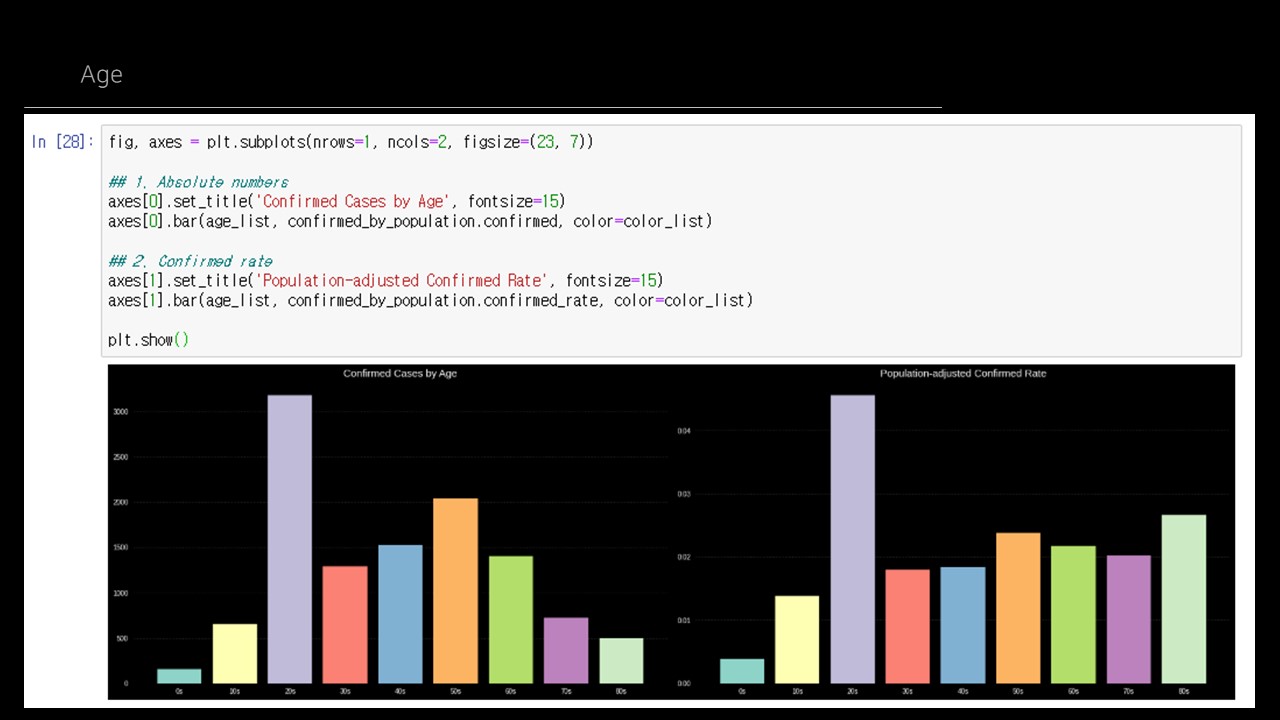 Age
In [28]:
fig, axes = plt.subplots(nrows=1, ncols=2, figsize=(23, 7))
## 1. Absolute numbers
axes[0].set_title('Confirmed Cases by Age', fontsize=15)
axes[0].bar(age_list, confirmed_by_population.confirmed, color=color_list)
## 2. Confirmed rate
axes[1].set_title('Population-adjusted Confirmed Rate', fontsize=15)
axes[1].bar(age_list, confirmed_by_population.confirmed_rate, color=color_list)
plt.show()
Confirmed Cases by Age
3000
2500
2000
1500
1000
500
0
0s 10s 20s 30s 40s 50s 60s 70s 80s
Population-adjusted Confirmed Rate
0.04
0.03
0.02
0.01
0.00
0s 10s 20s 30s 40s 50s 60s 70s 80s